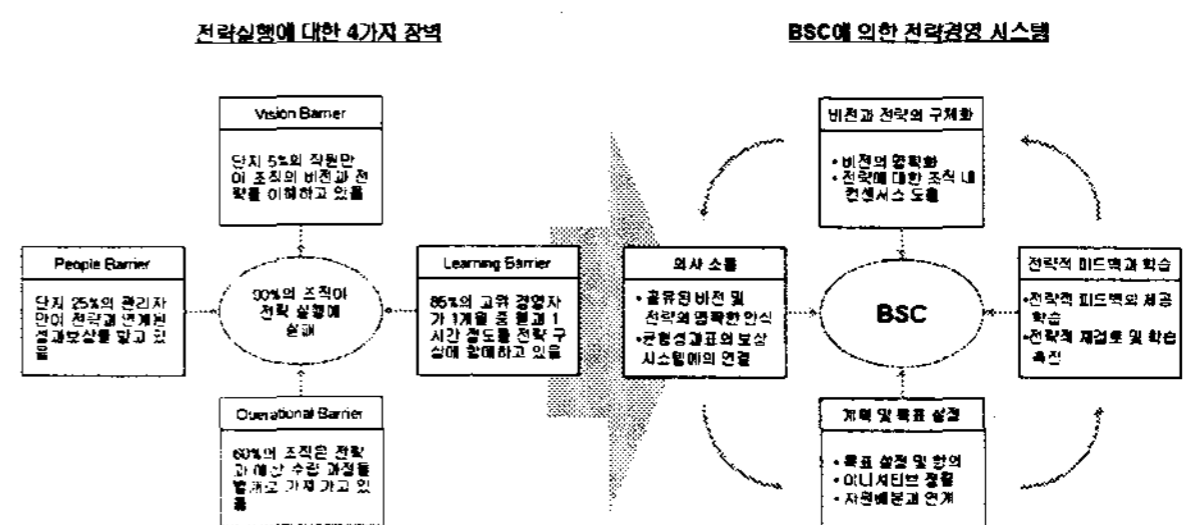 전략실행에 대한 4가지 장벽
Vision Barrier
단지 5%의 직원만
이 조직의 비전과 전
략를 이해하고 있음
People Barrier
단지 25%의 관리자
만이 전략과 연계된
성과보상를 받고 있
음
90%의 조직이
전략 실행에
실패
Learning Barrier
85%의 고위 경영자
가 1개월 중 불과 1
시간 정도를 전략 구
상에 할애하고 있음
Operational Barrier
60%의 조직은 전략
과 예산 수립 과정를
별개로 가져 가고 있
음
BSC에 의한 전략경영 시스템
비전과 전략의 구체화
• 비전의 명확화
• 전략에 대한 조직 내
컨센서스 도출
의사 소통
• 공유된 비전 및
전략의 명확한 인식
• 균형성과표의 보상
시스템에의 연결
BSC
전략적 피드백과 학습
• 전략적 피드백의 제공
학습
• 전략적 재검토 및 학습
촉진
계획 및 목표 설정
• 목표 설정 및 합의
• 이니셔티브 정렬
• 자원배분과 연계